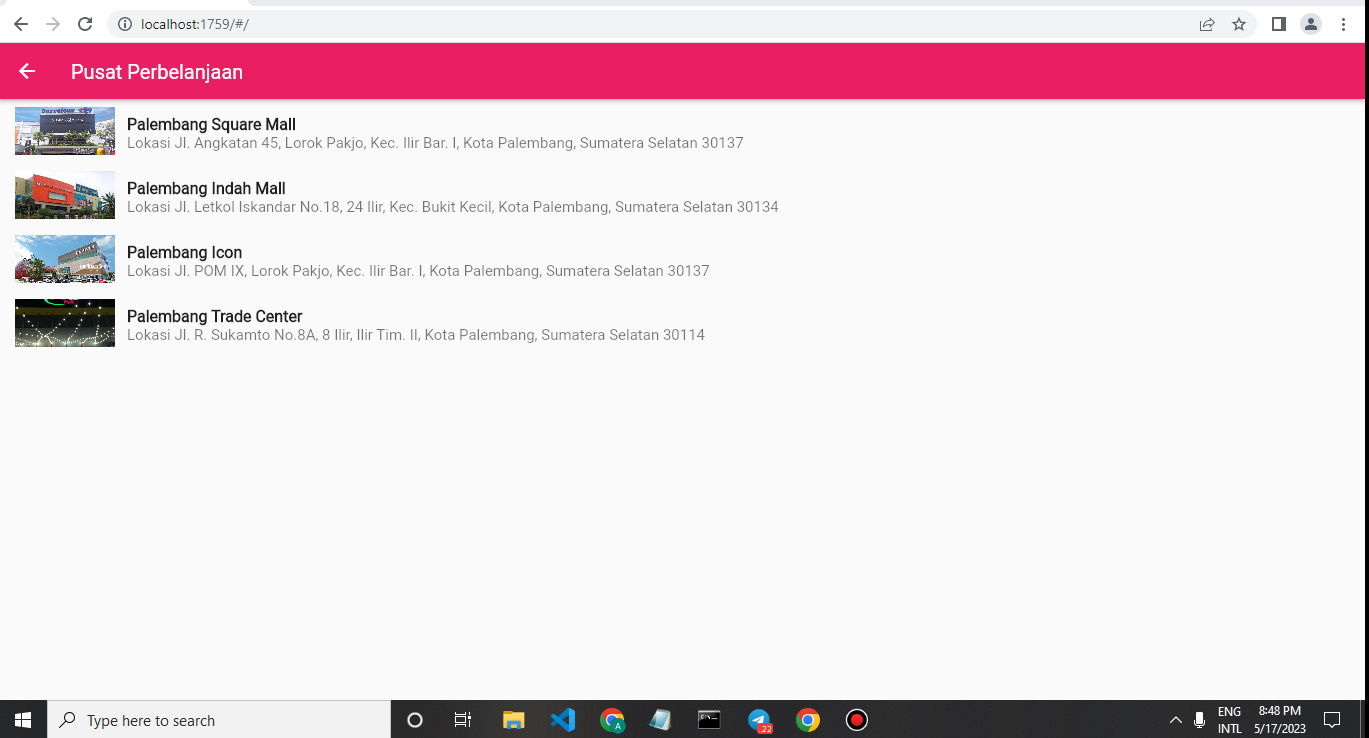 localhost:1759/#/
Pusat Perbelanjaan
Palembang Square Mall
Lokasi Jl. Angkatan 45, Lorok Pakjo, Kec. Ilir Bar. I, Kota Palembang, Sumatera Selatan 30137
Palembang Indah Mall
Lokasi Jl. Letkol Iskandar No.18, 24 Ilir, Kec. Bukit Kecil, Kota Palembang, Sumatera Selatan 30134
Palembang Icon
Lokasi Jl. POM IX, Lorok Pakjo, Kec. Ilir Bar. I, Kota Palembang, Sumatera Selatan 30137
Palembang Trade Center
Lokasi Jl. R. Sukamto No.8A, 8 Ilir, Ilir Tim. II, Kota Palembang, Sumatera Selatan 30114
Type here to search
A
22
ENG
INTL
8:48 PM
5/17/2023